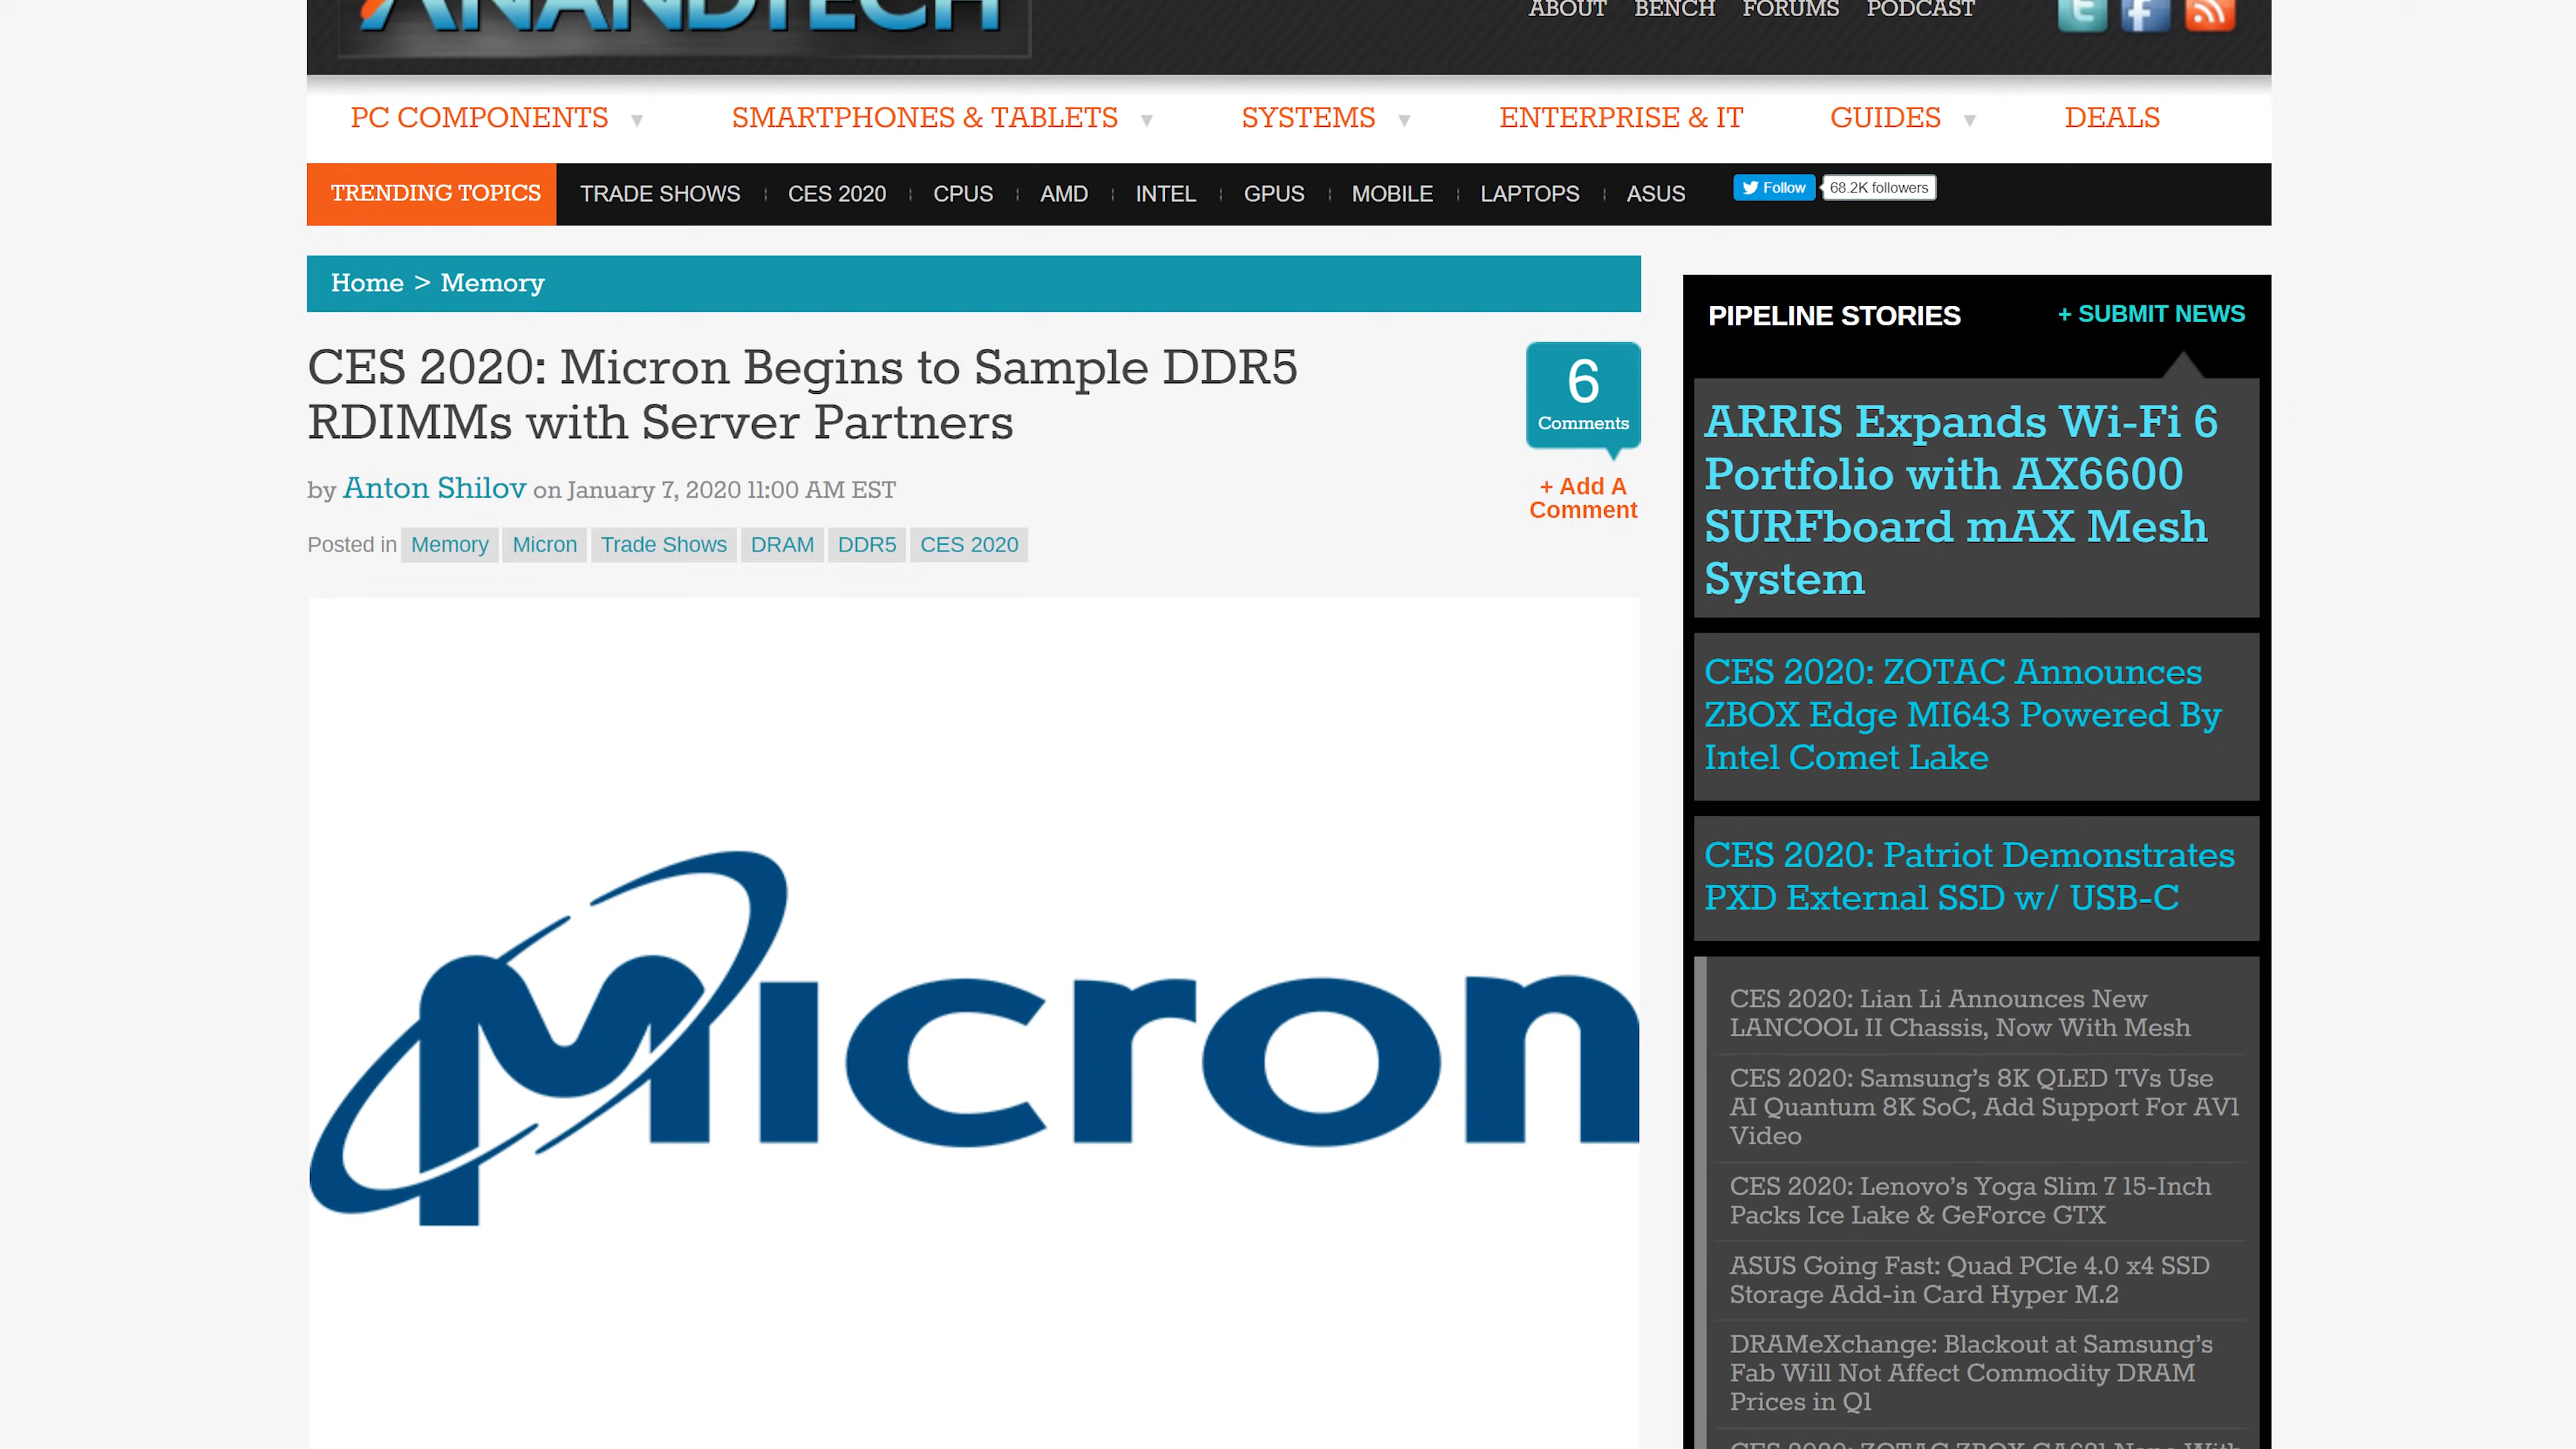 ANANDTECH
ABOUT BENCH FORUMS PODCAST
PC COMPONENTS SMARTPHONES & TABLETS SYSTEMS ENTERPRISE & IT GUIDES DEALS
TRENDING TOPICS TRADE SHOWS CES 2020 CPUS AMD INTEL GPUS MOBILE LAPTOPS ASUS Follow 68.2K followers
Home > Memory
CES 2020: Micron Begins to Sample DDR5
RDIMMs with Server Partners
by Anton Shilov on January 7, 2020 11:00 AM EST
Posted in Memory Micron Trade Shows DRAM DDR5 CES 2020
6
Comments
+ Add A
Comment
Micron
PIPELINE STORIES + SUBMIT NEWS
ARRIS Expands Wi-Fi 6
Portfolio with AX6600
SURFboard mAX Mesh
System
CES 2020: ZOTAC Announces
ZBOX Edge MI643 Powered By
Intel Comet Lake
CES 2020: Patriot Demonstrates
PXD External SSD w/ USB-C
CES 2020: Lian Li Announces New
LANCOOL II Chassis, Now With Mesh
CES 2020: Samsung's 8K QLED TVs Use
AI Quantum 8K SoC, Add Support For AV1
Video
CES 2020: Lenovo's Yoga Slim 7 15-Inch
Packs Ice Lake & GeForce GTX
ASUS Going Fast: Quad PCIe 4.0 x4 SSD
Storage Add-in Card Hyper M.2
DRAMeXchange: Blackout at Samsung's
Fab Will Not Affect Commodity DRAM
Prices in Q1
CES 2020: ZOTAC ZBOX